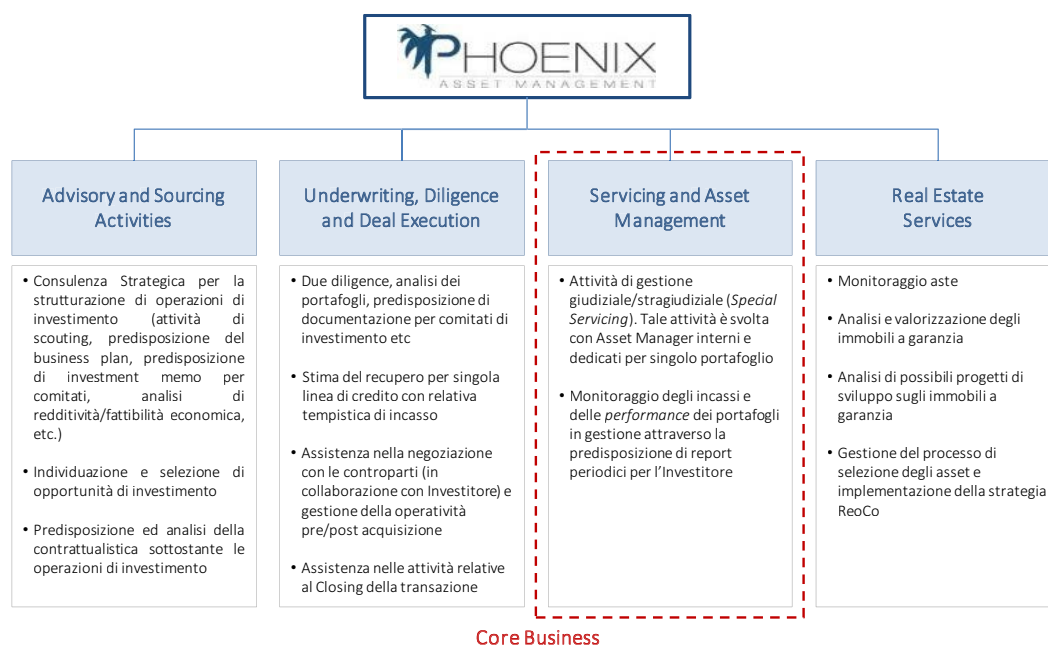 PHOENIX
ASSET MANAGEMENT
Advisory and Sourcing
Activities
• Consulenza Strategica per la
strutturazione di operazioni di
investimento (attività di
scouting, predisposizione del
business plan, predisposizione
di investment memo per
comitati, analisi di
redditività/fattibilità economica,
etc.)
• Individuazione e selezione di
opportunità di investimento
• Predisposizione ed analisi della
contrattualistica sottostante le
operazioni di investimento
Underwriting, Diligence
and Deal Execution
• Due diligence, analisi dei
portafogli, predisposizione di
documentazione per comitati di
investimento etc
• Stima del recupero per singola
linea di credito con relativa
tempistica di incasso
• Assistenza nella negoziazione
con le controparti (in
collaborazione con Investitore) e
gestione della operatività
pre/post acquisizione
• Assistenza nelle attività relative
al Closing della transazione
Servicing and Asset
Management
• Attività di gestione
giudiziale/stragiudiziale (Special
Servicing). Tale attività è svolta
con Asset Manager interni e
dedicati per singolo portafoglio
• Monitoraggio degli incassi e
delle performance dei portafogli
in gestione attraverso la
predisposizione di report
periodici per l'Investitore
Real Estate
Services
• Monitoraggio aste
• Analisi e valorizzazione degli
immobili a garanzia
• Analisi di possibili progetti di
sviluppo sugli immobili a
garanzia
• Gestione del processo di
selezione degli asset e
implementazione della strategia
ReoCo
Core Business